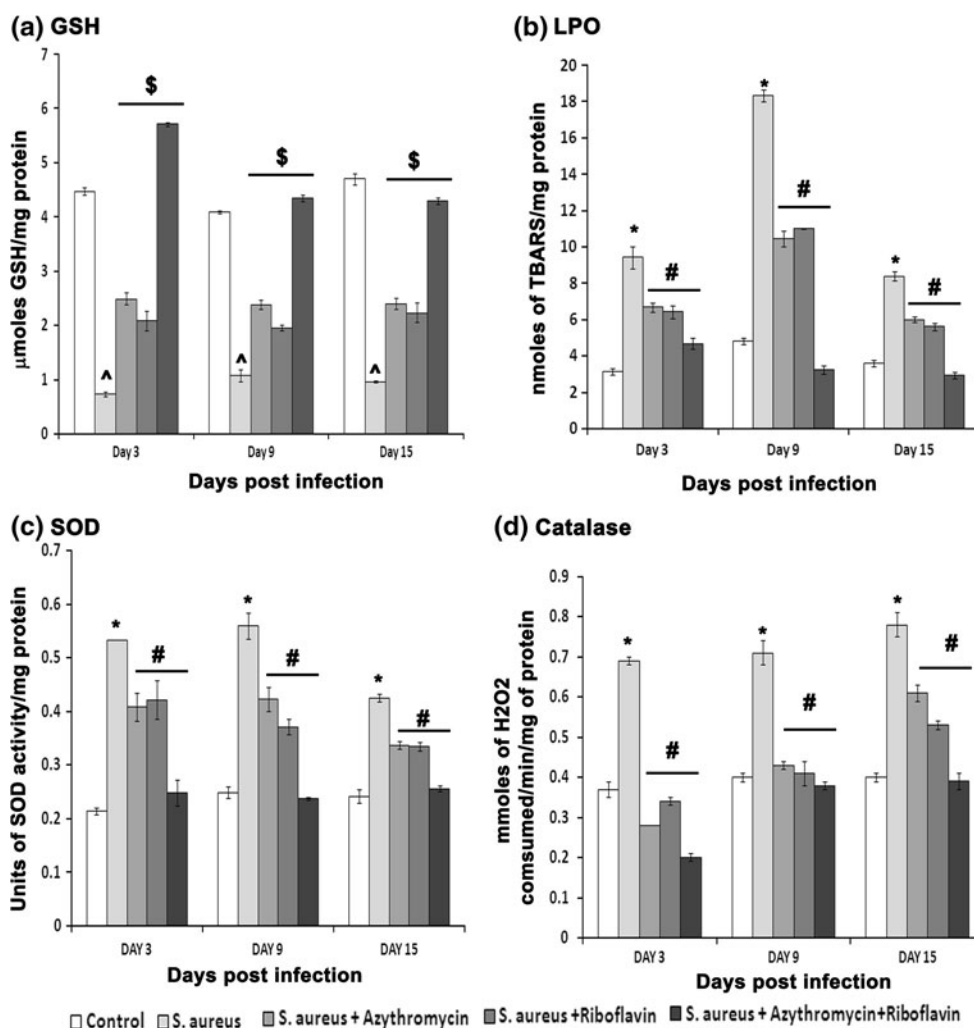 (a) GSH
μmoles GSH/mg protein
7
6
5
4
3
2
1
0
$
$
$
^
^
^
Day 3
Day 9
Day 15
Days post infection
(b) LPO
nmoles of TBARS/mg protein
20
18
16
14
12
10
8
6
4
2
0
*
#
*
#
*
#
Day 3
Day 9
Day 15
Days post infection
(c) SOD
Units of SOD activity/mg protein
0.7
0.6
0.5
0.4
0.3
0.2
0.1
0
*
#
*
#
*
#
DAY 3
DAY 9
DAY 15
Days post infection
(d) Catalase
mmoles of H2O2
comsumed/min/mg of protein
0.9
0.8
0.7
0.6
0.5
0.4
0.3
0.2
0.1
0
*
#
*
#
*
#
DAY 3
DAY 9
DAY 15
Days post infection
Control S. aureus S. aureus + Azythromycin S. aureus +Riboflavin S. aureus + Azythromycin+Riboflavin